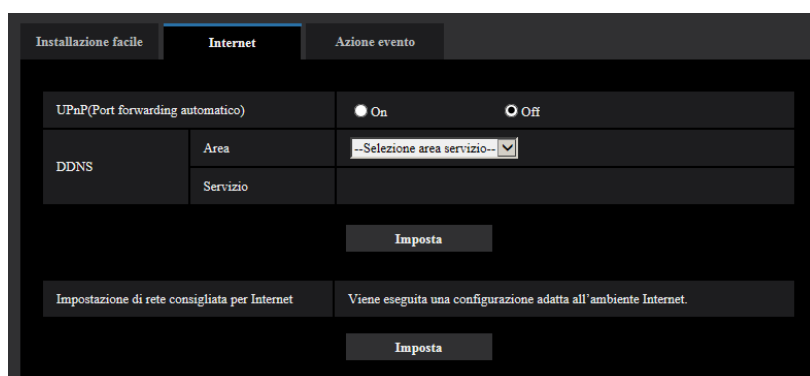 Installazione facile
Internet
Azione evento
UPnP(Port forwarding automatico)
On
Off
DDNS
Area
--Selezione area servizio--
Servizio
Imposta
Impostazione di rete consigliata per Internet
Viene eseguita una configurazione adatta all'ambiente Internet.
Imposta